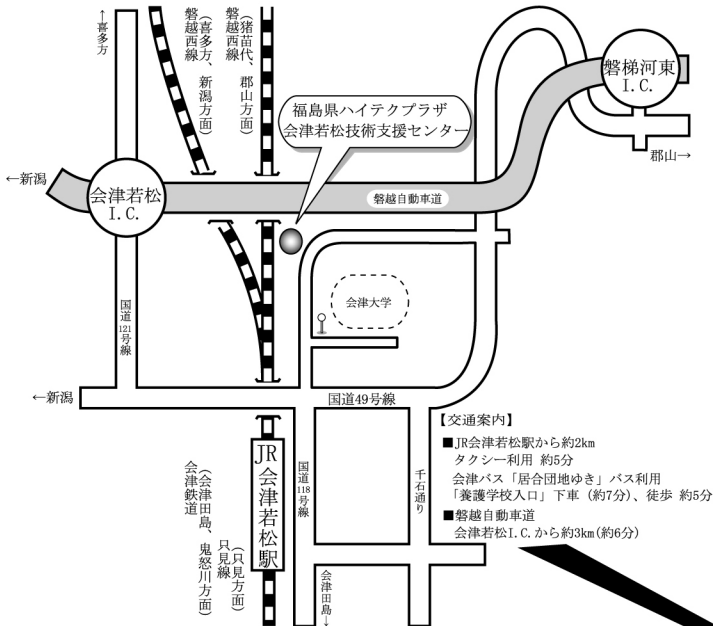 ←喜多方
磐越西線
(喜多方、新潟方面)
磐越西線
(猪苗代、郡山方面)
福島県ハイテクプラザ
会津若松技術支援センター
磐梯河東
I.C.
郡山→
←新潟
会津若松
I.C.
磐越自動車道
会津大学
国道121号線
←新潟
国道49号線
JR会津若松駅
国道118号線
千石通り
会津鉄道
(会津田島、鬼怒川方面)
只見線
(只見方面)
会津田島→
【交通案内】
■JR会津若松駅から約2km
タクシー利用 約5分
会津バス「居合団地ゆき」バス利用
「養護学校入口」下車 (約7分)、徒歩 約5分
■磐越自動車道
会津若松I.C.から約3km(約6分)